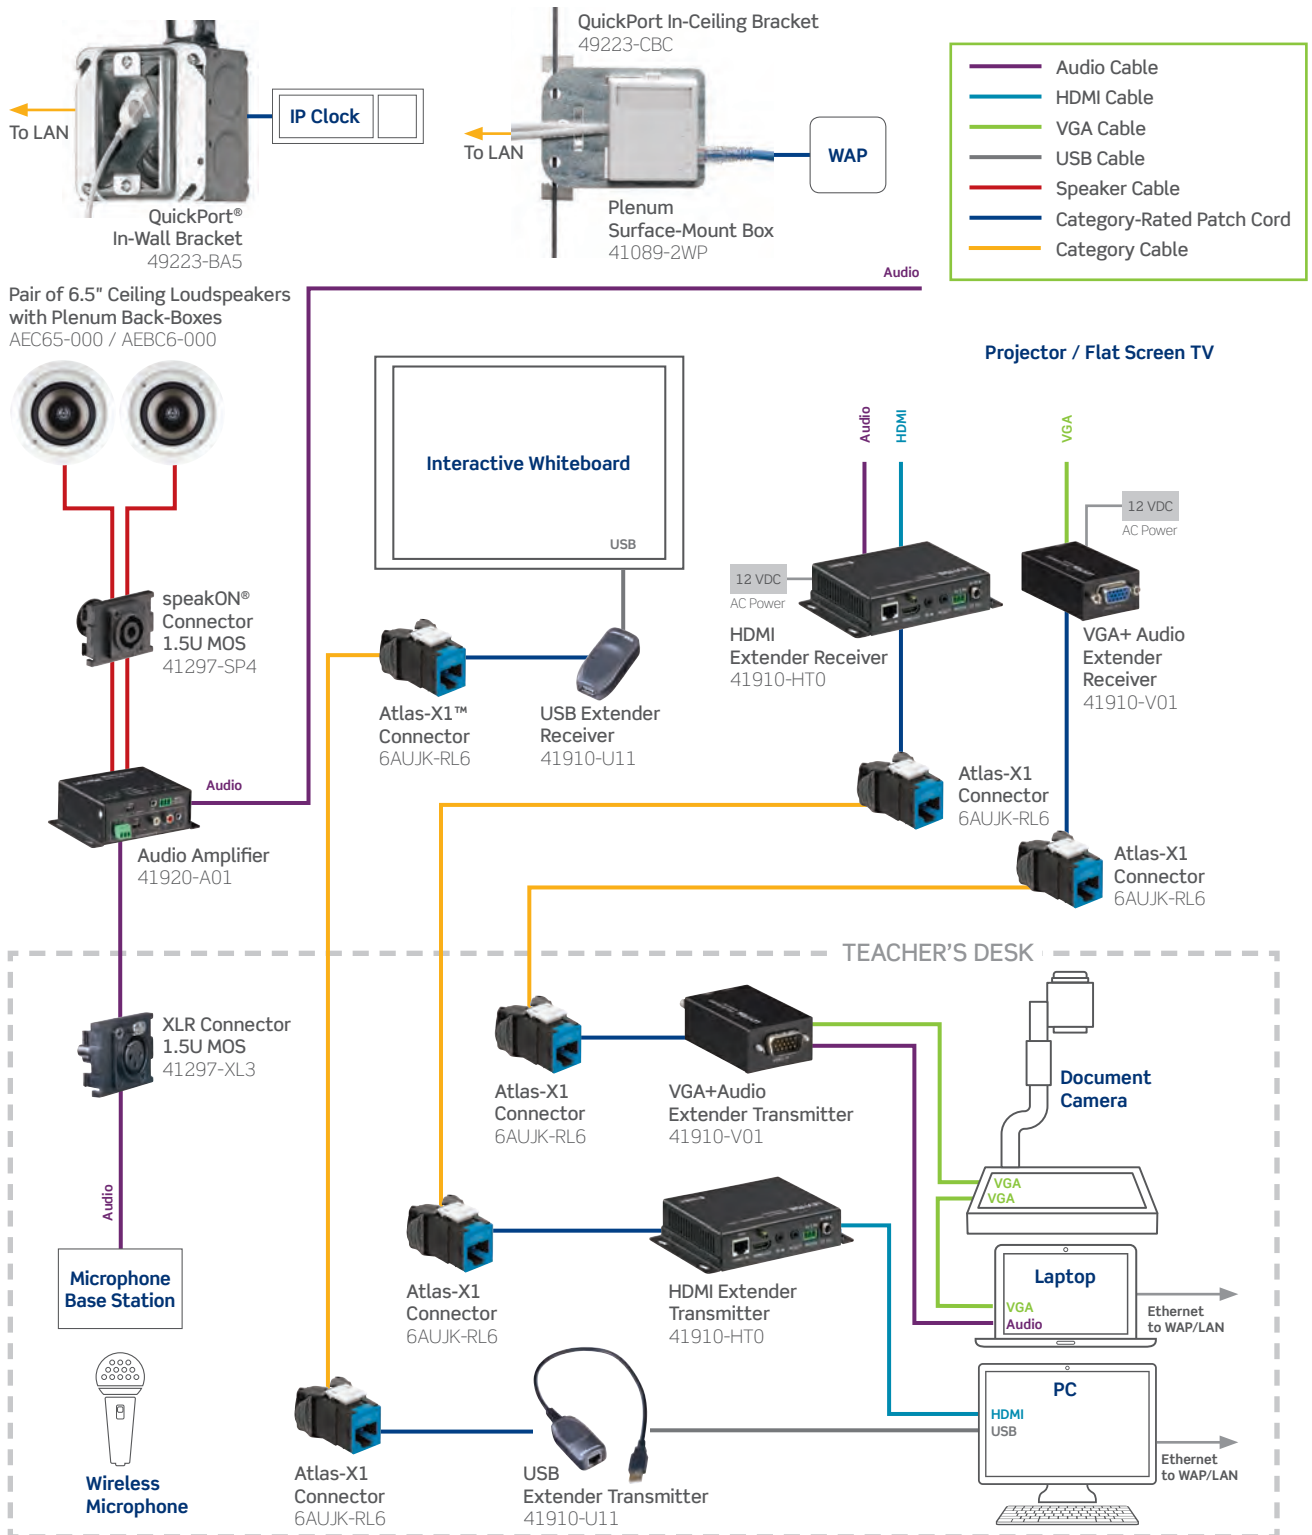 QuickPort In-Ceiling Bracket
49223-CBC
To LAN
IP Clock
QuickPort®
In-Wall Bracket
49223-BA5
To LAN
WAP
Plenum
Surface-Mount Box
41089-2WP
Audio Cable
HDMI Cable
VGA Cable
USB Cable
Speaker Cable
Category-Rated Patch Cord
Category Cable
Audio
Pair of 6.5" Ceiling Loudspeakers
with Plenum Back-Boxes
AEC65-000 / AEBC6-000
Projector / Flat Screen TV
Interactive Whiteboard
USB
Audio
HDMI
VGA
12 VDC
AC Power
12 VDC
AC Power
speakON®
Connector
1.5U MOS
41297-SP4
Atlas-X1™
Connector
6AUJK-RL6
USB Extender
Receiver
41910-U11
HDMI
Extender Receiver
41910-HT0
VGA+ Audio
Extender
Receiver
41910-V01
Audio
Atlas-X1
Connector
6AUJK-RL6
Audio Amplifier
41920-A01
Atlas-X1
Connector
6AUJK-RL6
TEACHER'S DESK
XLR Connector
1.5U MOS
41297-XL3
Atlas-X1
Connector
6AUJK-RL6
VGA+Audio
Extender Transmitter
41910-V01
Document
Camera
VGA
VGA
Audio
Microphone
Base Station
Atlas-X1
Connector
6AUJK-RL6
HDMI Extender
Transmitter
41910-HT0
Laptop
VGA
Audio
Ethernet
to WAP/LAN
PC
HDMI
USB
Ethernet
to WAP/LAN
Wireless
Microphone
Atlas-X1
Connector
6AUJK-RL6
USB
Extender Transmitter
41910-U11